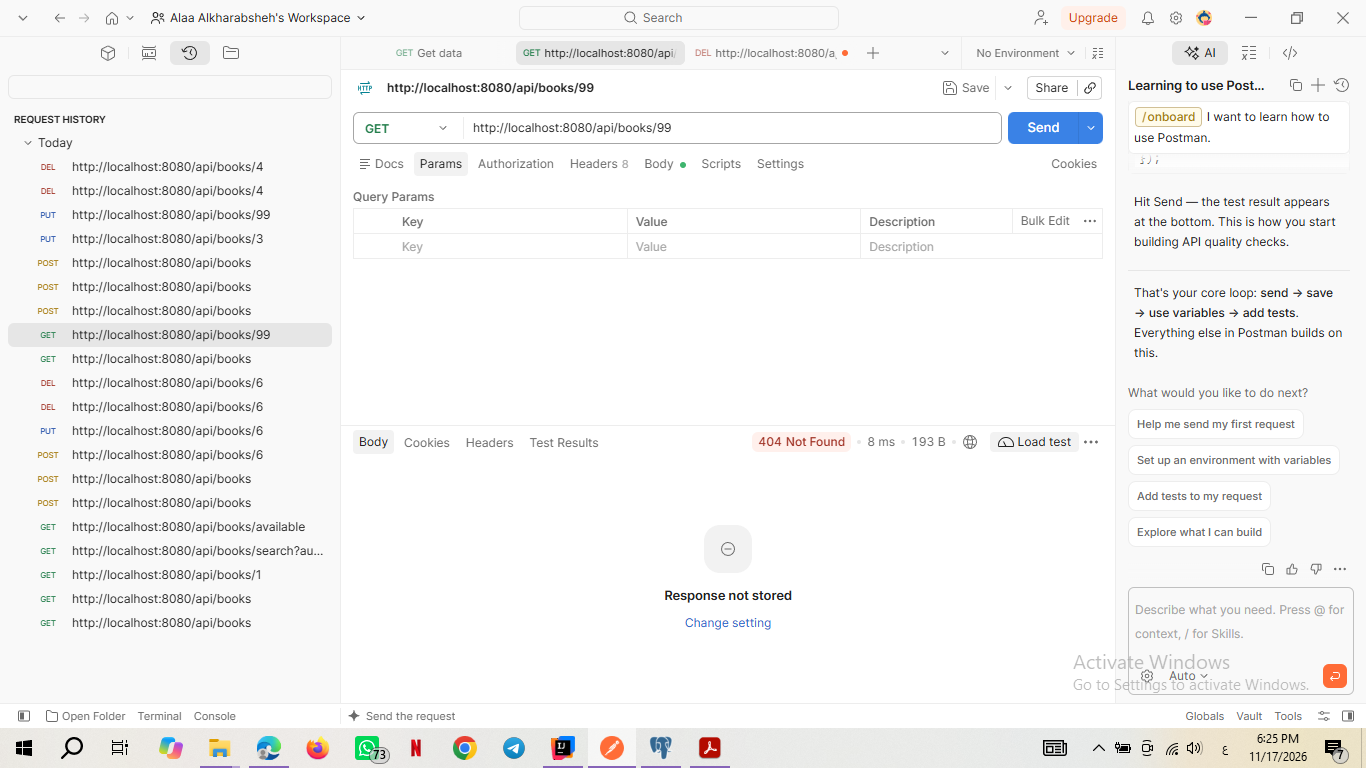 Alaa Alkharabsheh's Workspace
Search
Upgrade
GET Get data
GET http://localhost:8080/api/
DEL http://localhost:8080/a
No Environment
AI
REQUEST HISTORY
Today
DEL http://localhost:8080/api/books/4
DEL http://localhost:8080/api/books/4
PUT http://localhost:8080/api/books/99
PUT http://localhost:8080/api/books/3
POST http://localhost:8080/api/books
POST http://localhost:8080/api/books
POST http://localhost:8080/api/books
GET http://localhost:8080/api/books/99
GET http://localhost:8080/api/books
DEL http://localhost:8080/api/books/6
DEL http://localhost:8080/api/books/6
PUT http://localhost:8080/api/books/6
POST http://localhost:8080/api/books/6
POST http://localhost:8080/api/books
POST http://localhost:8080/api/books
GET http://localhost:8080/api/books/available
GET http://localhost:8080/api/books/search?au...
GET http://localhost:8080/api/books/1
GET http://localhost:8080/api/books
GET http://localhost:8080/api/books
HTTP http://localhost:8080/api/books/99
Save
Share
GET http://localhost:8080/api/books/99
Send
Docs Params Authorization Headers 8 Body Scripts Settings Cookies
Query Params
Key Value Description Bulk Edit
Key Value Description
Body Cookies Headers Test Results 404 Not Found 8 ms 193 B Load test
Response not stored
Change setting
Learning to use Post...
/onboard I want to learn how to
use Postman.
});
Hit Send — the test result appears
at the bottom. This is how you start
building API quality checks.
That's your core loop: send → save
→ use variables → add tests.
Everything else in Postman builds on
this.
What would you like to do next?
Help me send my first request
Set up an environment with variables
Add tests to my request
Explore what I can build
Describe what you need. Press @ for
context, / for Skills.
Auto
Activate Windows
Go to Settings to activate Windows.
Open Folder Terminal Console
Send the request
Globals Vault Tools
73
N
IJ
ع
6:25 PM
11/17/2026
7